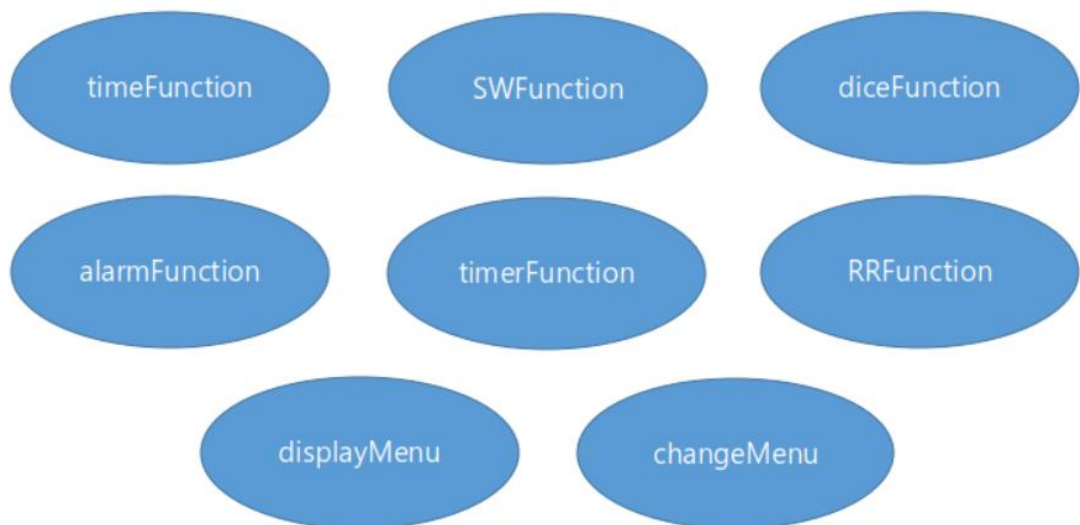 timeFunction
SWFunction
diceFunction
alarmFunction
timerFunction
RRFunction
displayMenu
changeMenu